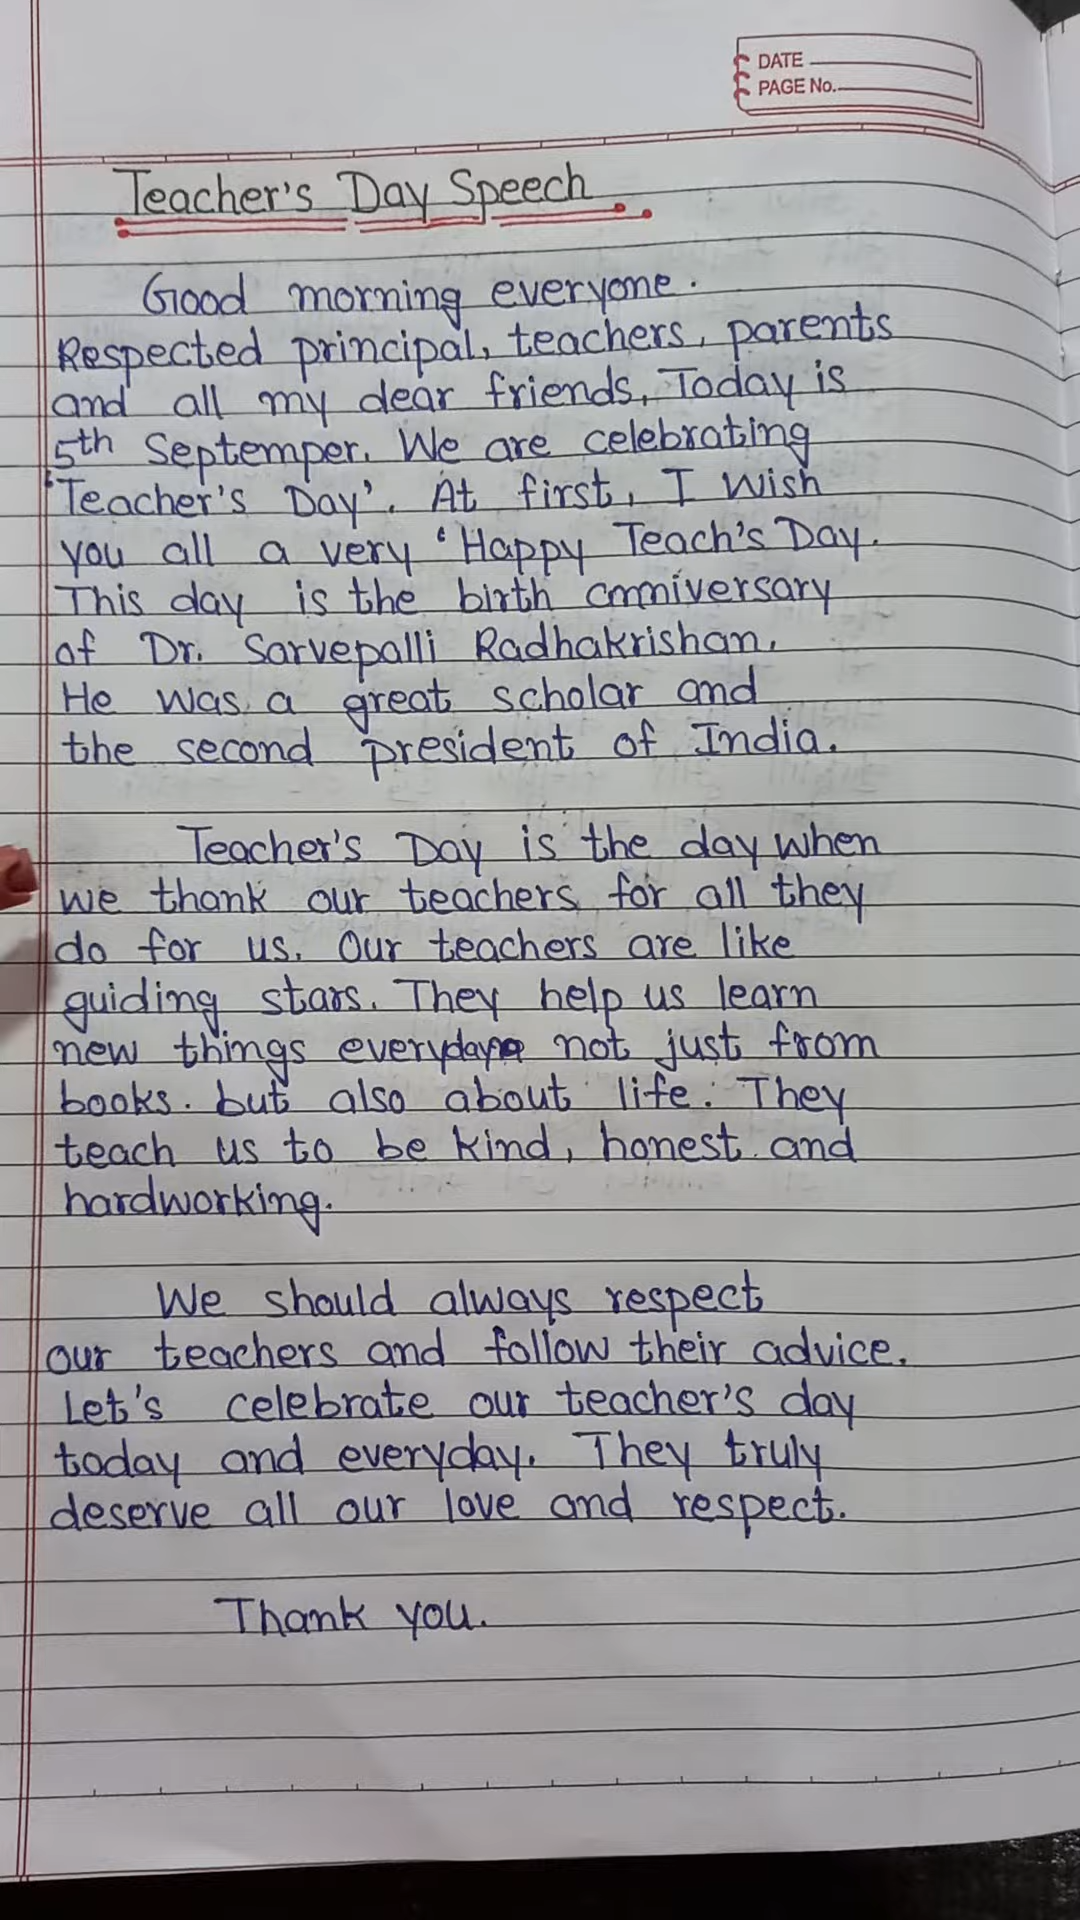 DATE
PAGE No.
Teacher's Day Speech
Good morning everyone.
Respected principal, teachers, parents
and all my dear friends, Today is
5th Septemper. We are celebrating
'Teacher's Day'. At first, I wish
you all a very 'Happy Teach's Day.
This day is the birth anniversary
of Dr. Sarvepalli Radhakrishan.
He was a great scholar and
the second president of India.
Teacher's Day is the day when
we thank our teachers for all they
do for us. Our teachers are like
guiding stars. They help us learn
new things everyday not just from
books. but also about life. They
teach us to be kind, honest and
hardworking.
We should always respect
our teachers and follow their advice.
Let's celebrate our teacher's day
today and everyday. They truly
deserve all our love and respect.
Thank you.